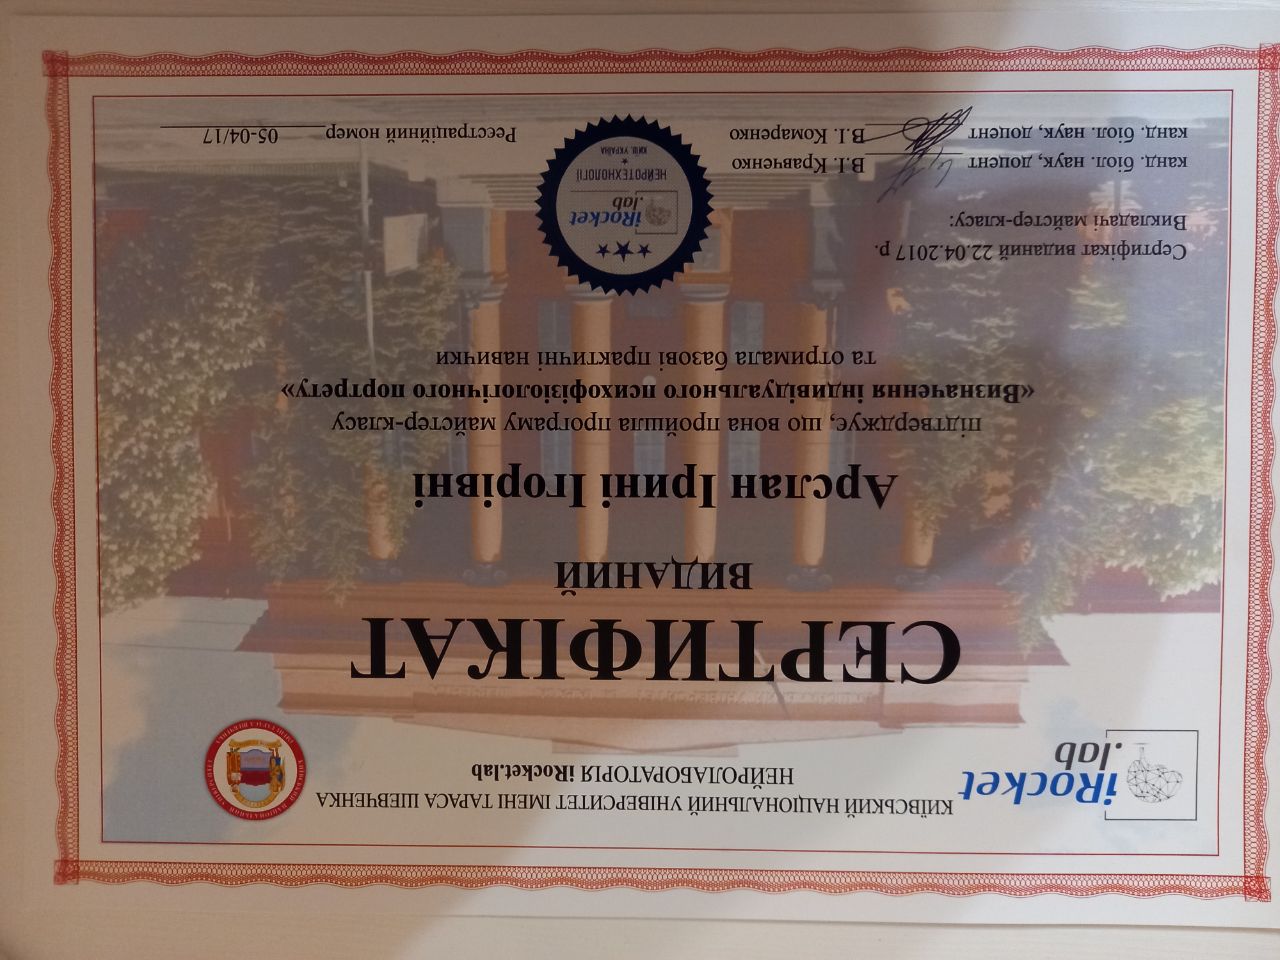 iRocket
.lab
КИЇВСЬКИЙ НАЦІОНАЛЬНИЙ УНІВЕРСИТЕТ ІМЕНІ ТАРАСА ШЕВЧЕНКА
НЕЙРОЛАБОРАТОРІЯ iRocket.lab
СЕРТИФІКАТ
ВИДАНИЙ
Арслан Ірині Ігорівні
підтверджує, що вона пройшла програму майстер-класу
«Визначення індивідуального психофізіологічного портрету»
та отримала базові практичні навички
Сертифікат виданий 22.04.2017 р.
Викладачі майстер-класу:
канд. біол. наук, доцент В.І. Кравченко
канд. біол. наук, доцент В.І. Комаренко
iRocket
.lab
НЕЙРОТЕХНОЛОГІЇ
КИЇВ, УКРАЇНА
Реєстраційний номер 05-04/17